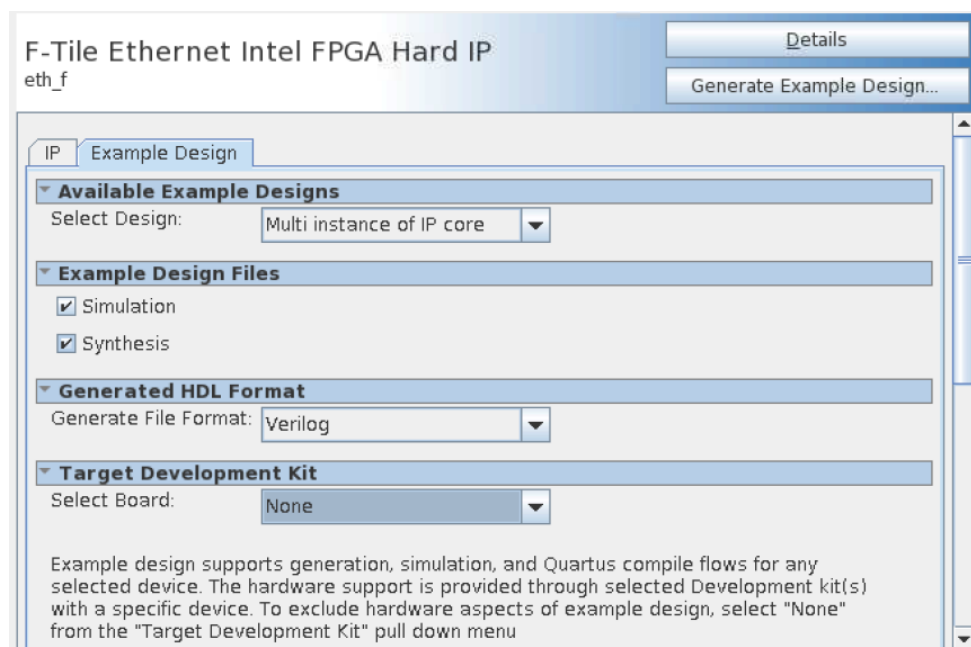 F-Tile Ethernet Intel FPGA Hard IP
eth_f
Details
Generate Example Design...
IP
Example Design
Available Example Designs
Select Design:
Multi instance of IP core
Example Design Files
Simulation
Synthesis
Generated HDL Format
Generate File Format:
Verilog
Target Development Kit
Select Board:
None
Example design supports generation, simulation, and Quartus compile flows for any
selected device. The hardware support is provided through selected Development kit(s)
with a specific device. To exclude hardware aspects of example design, select "None"
from the "Target Development Kit" pull down menu